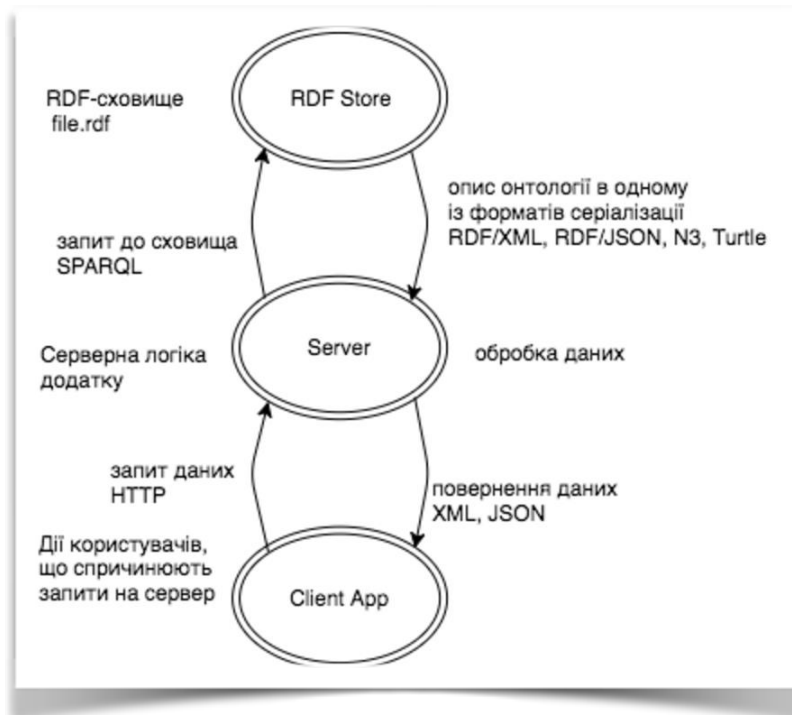 RDF-сховище
file.rdf
RDF Store
опис онтології в одному
із форматів серіалізації
RDF/XML, RDF/JSON, N3, Turtle
запит до сховища
SPARQL
Серверна логіка
додатку
Server
обробка даних
запит даних
HTTP
повернення даних
XML, JSON
Дії користувачів,
що спричинюють
запити на сервер
Client App